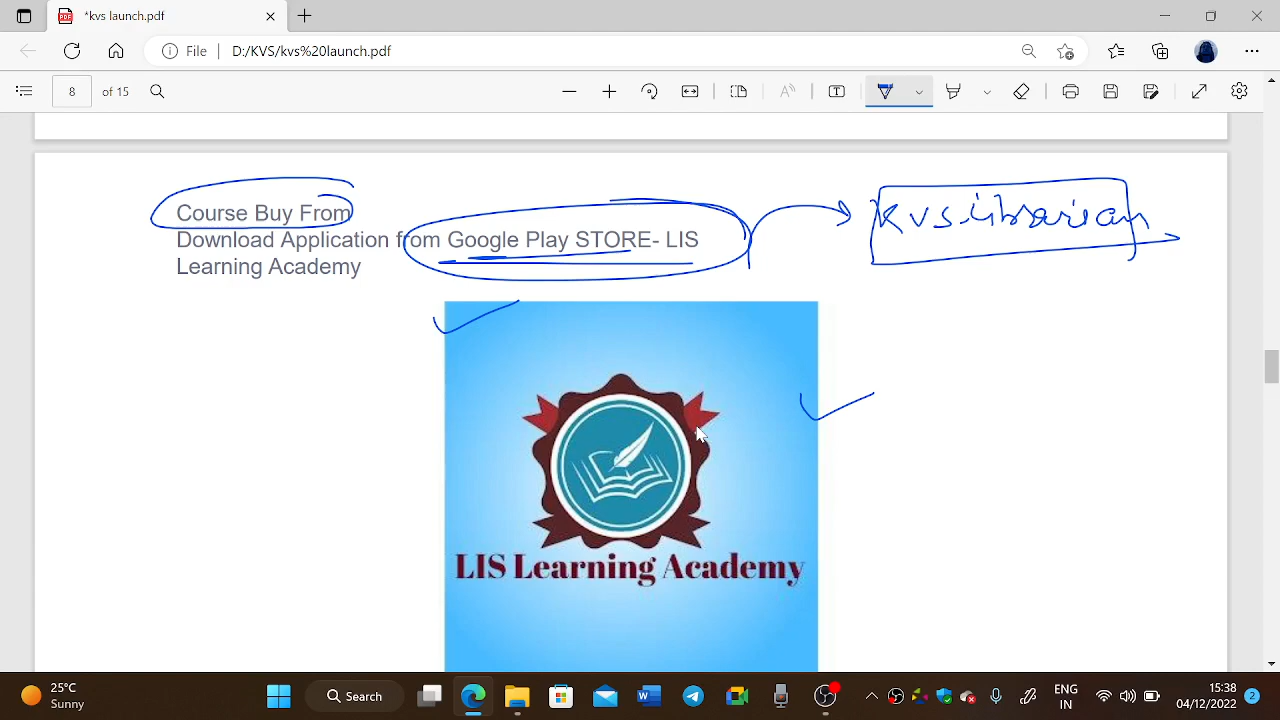 *kvs launch.pdf
File D:/KVS/kvs%20launch.pdf
8 of 15
Course Buy From
Download Application from Google Play STORE- LIS
Learning Academy
KVS Librarian
LIS Learning Academy
25°C
Sunny
Search
ENG
IN
15:38
04/12/2022
2